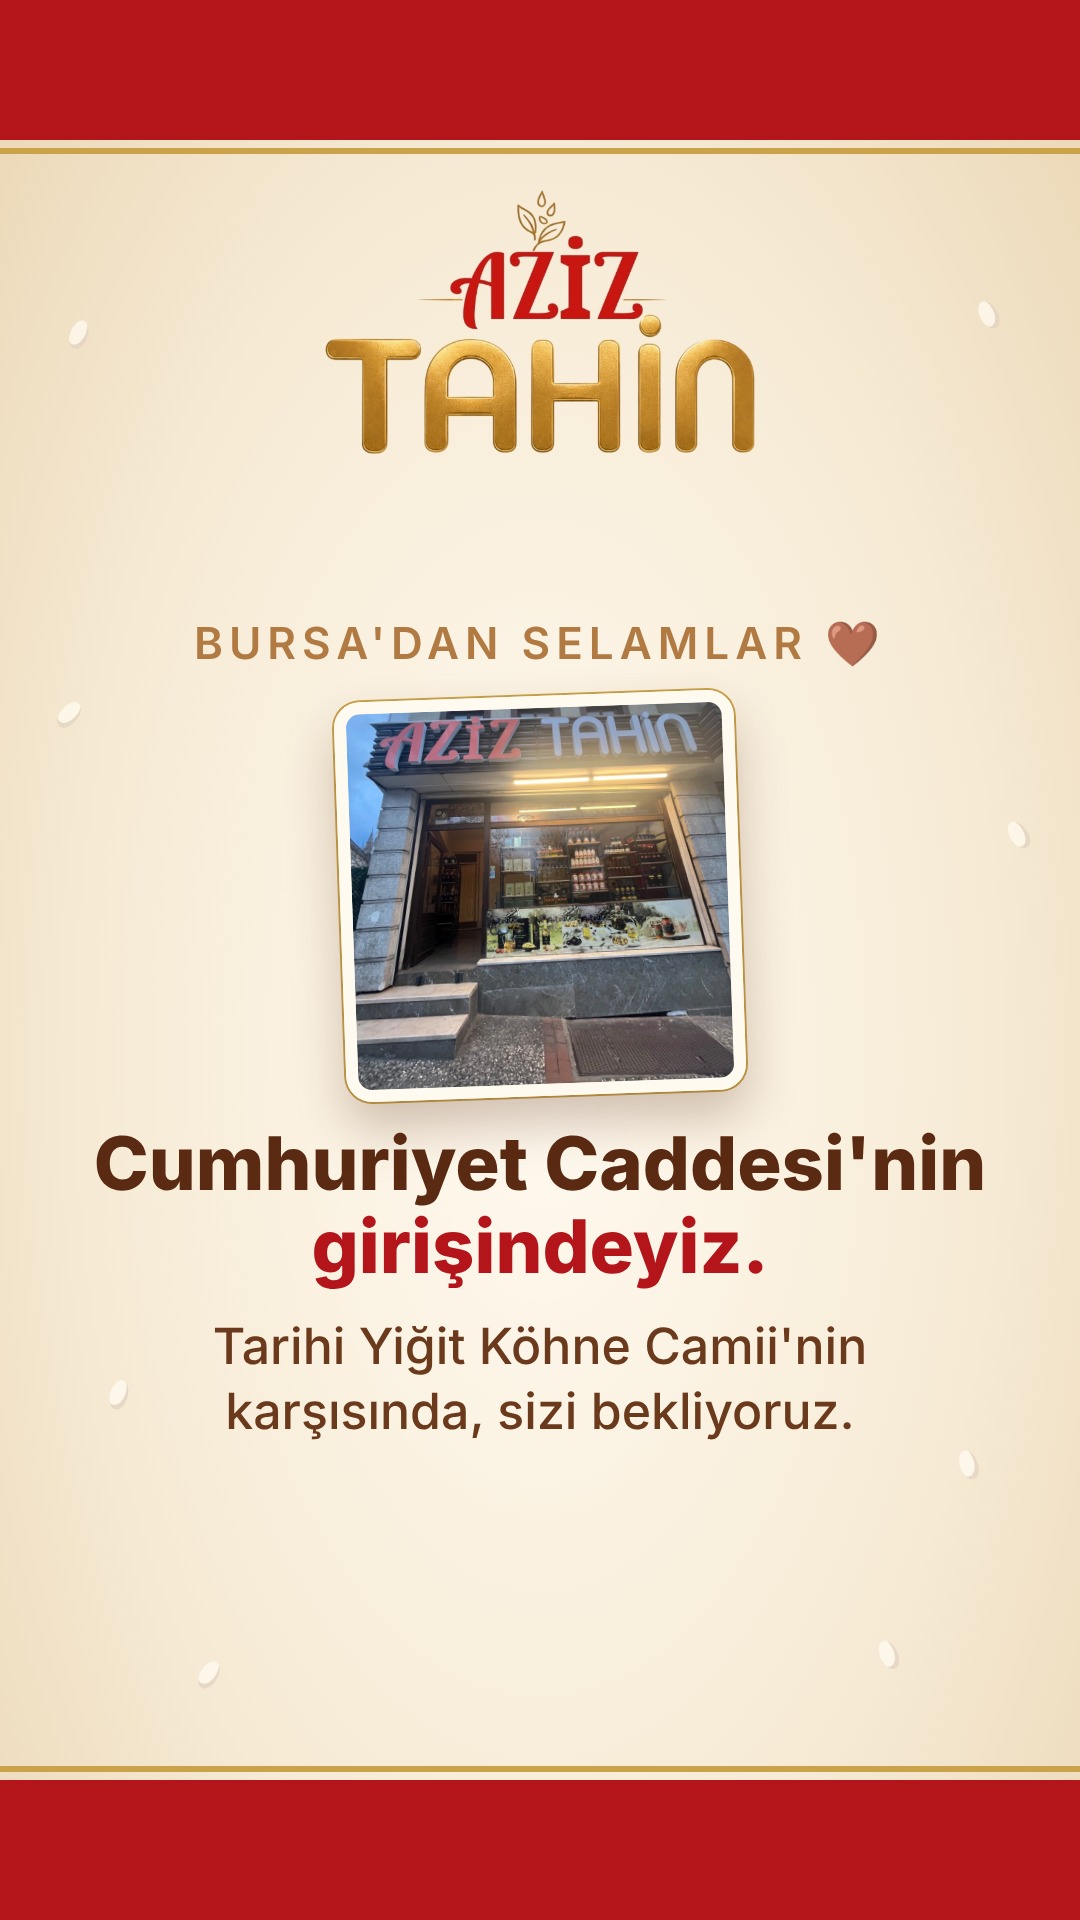 AZİZ
TAHİN
BURSA'DAN SELAMLAR ❤
AZİZ TAHİN
Cumhuriyet Caddesi'nin
girişindeyiz.
Tarihi Yiğit Köhne Camii'nin
karşısında, sizi bekliyoruz.